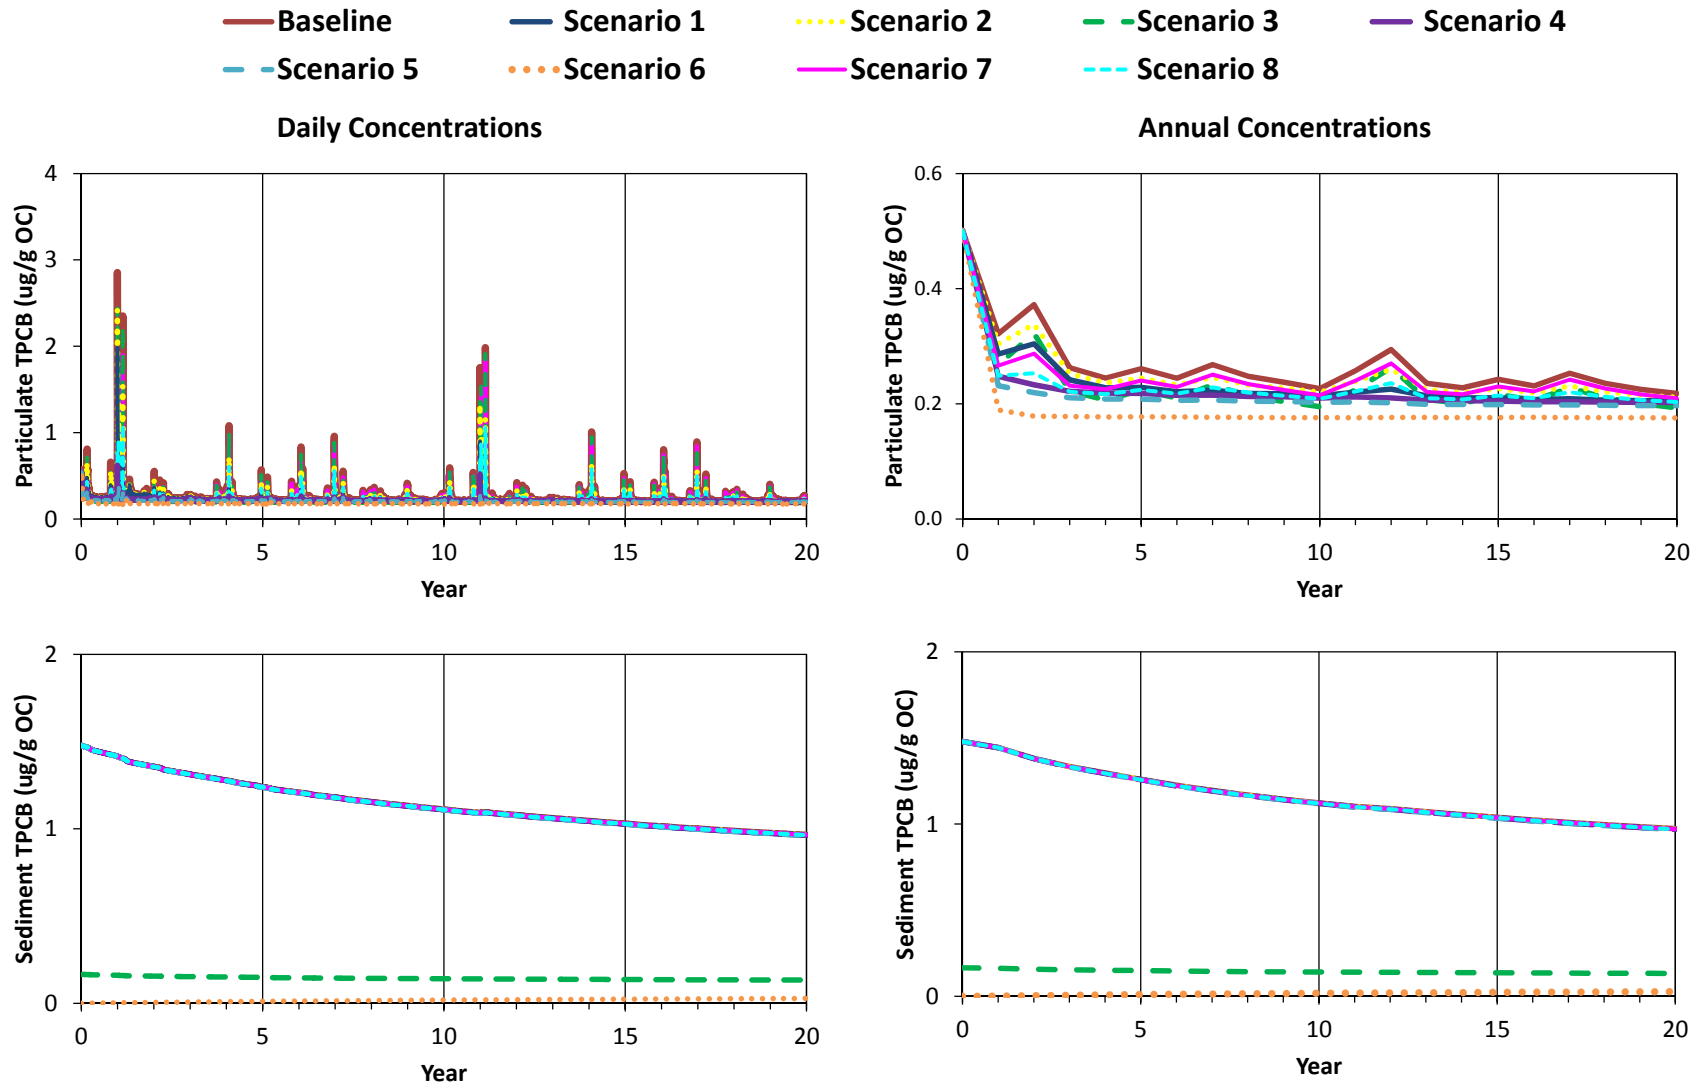 Baseline Scenario 1 Scenario 2 Scenario 3 Scenario 4
Scenario 5 Scenario 6 Scenario 7 Scenario 8
Daily Concentrations
Particulate TPCB (ug/g OC)
4
3
2
1
0
0 5 10 15 20
Year
Annual Concentrations
Particulate TPCB (ug/g OC)
0.6
0.4
0.2
0.0
0 5 10 15 20
Year
Sediment TPCB (ug/g OC)
2
1
0
0 5 10 15 20
Year
Sediment TPCB (ug/g OC)
2
1
0
0 5 10 15 20
Year